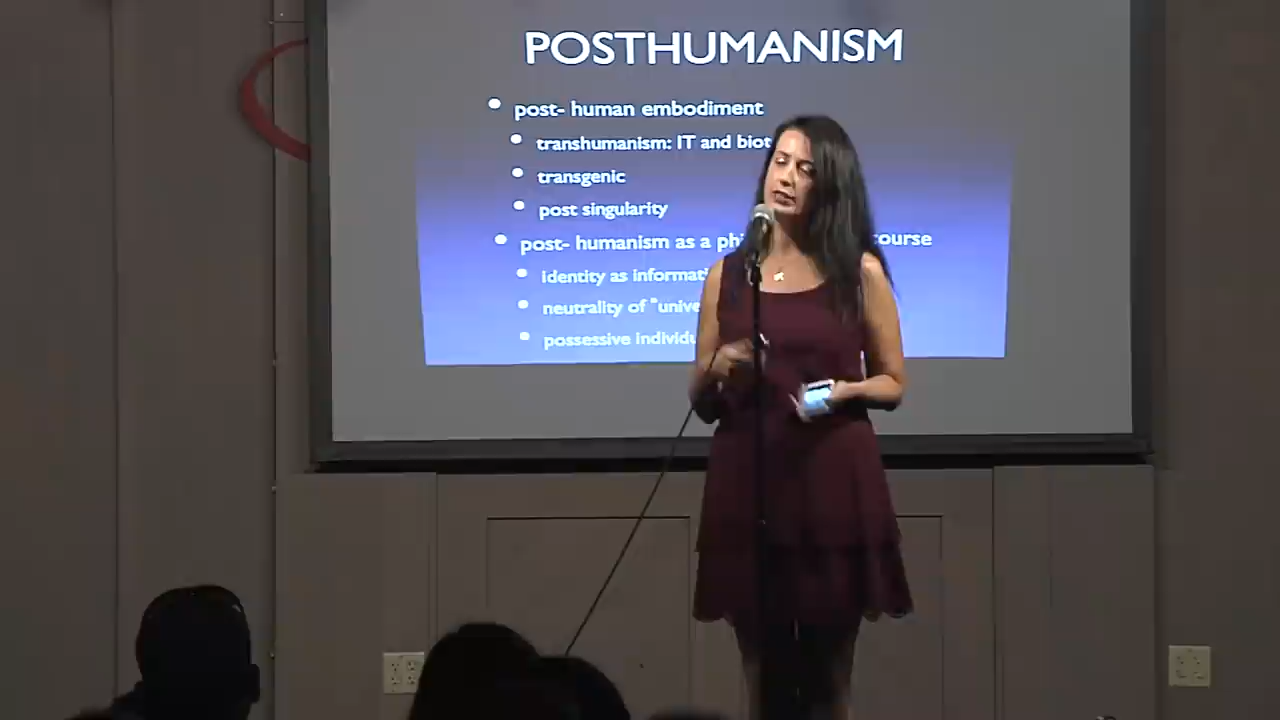 POSTHUMANISM
post- human embodiment
transhumanism: IT and
transgenic
post singularity
post- humanism as a
identity as
neutrality of
possessive